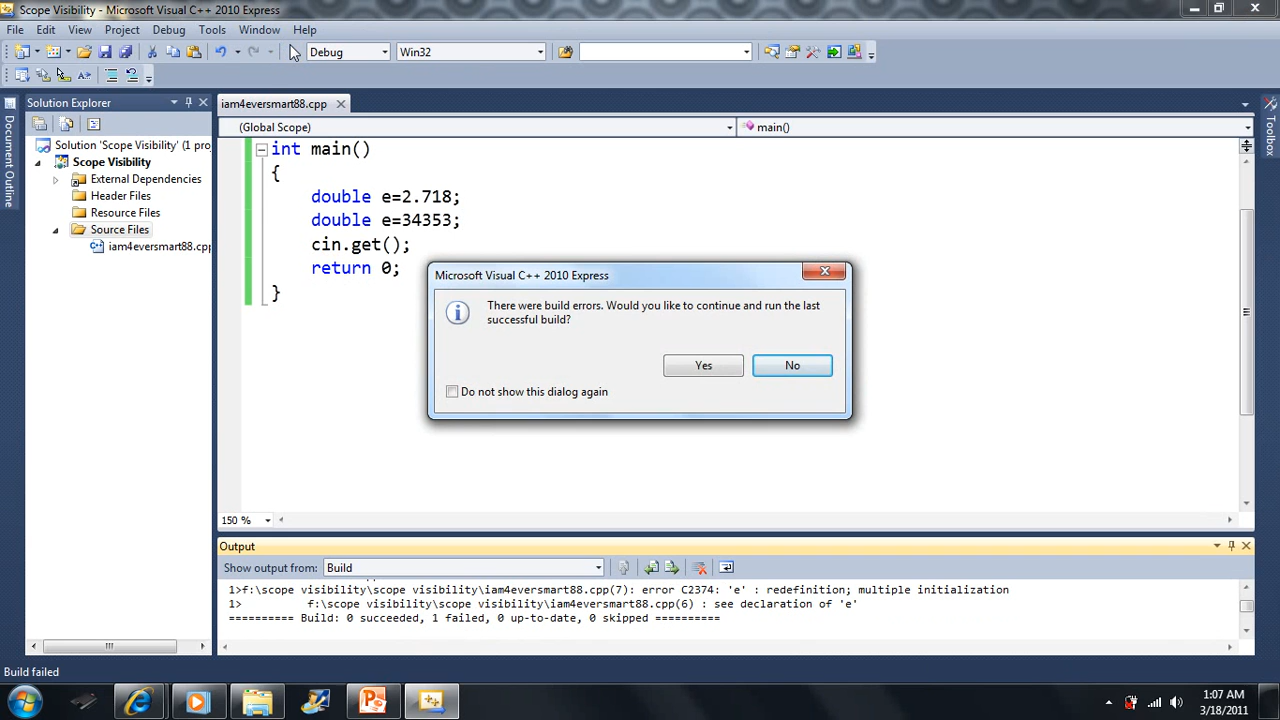 Scope Visibility - Microsoft Visual C++ 2010 Express
File Edit View Project Debug Tools Window Help
Debug Win32
Solution Explorer
iam4eversmart88.cpp
(Global Scope) main()
Document Outline
Toolbox
Solution 'Scope Visibility' (1 proj
Scope Visibility
External Dependencies
Header Files
Resource Files
Source Files
iam4eversmart88.cpp
int main()
{
double e=2.718;
double e=34353;
cin.get();
return 0;
}
Microsoft Visual C++ 2010 Express
There were build errors. Would you like to continue and run the last
successful build?
Yes No
Do not show this dialog again
150 %
Output
Show output from: Build
1>f:\scope visibility\scope visibility\iam4eversmart88.cpp(7): error C2374: 'e' : redefinition; multiple initialization
1> f:\scope visibility\scope visibility\iam4eversmart88.cpp(6) : see declaration of 'e'
========== Build: 0 succeeded, 1 failed, 0 up-to-date, 0 skipped ==========
Build failed
1:07 AM
3/18/2011